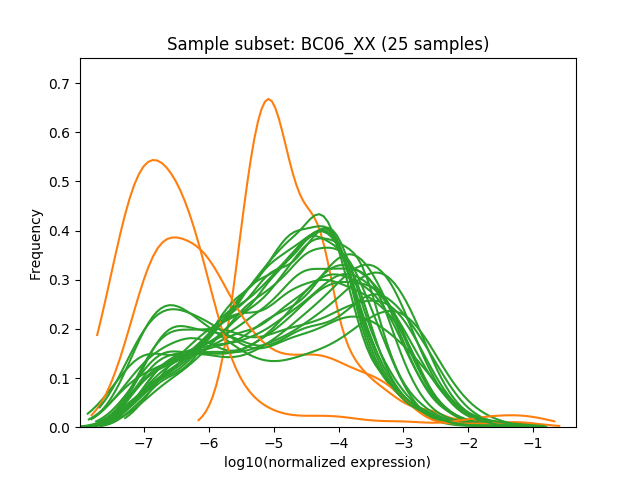 Sample subset: BC06_XX (25 samples)
Frequency
0.7
0.6
0.5
0.4
0.3
0.2
0.1
0.0
−7 −6 −5 −4 −3 −2 −1
log10(normalized expression)